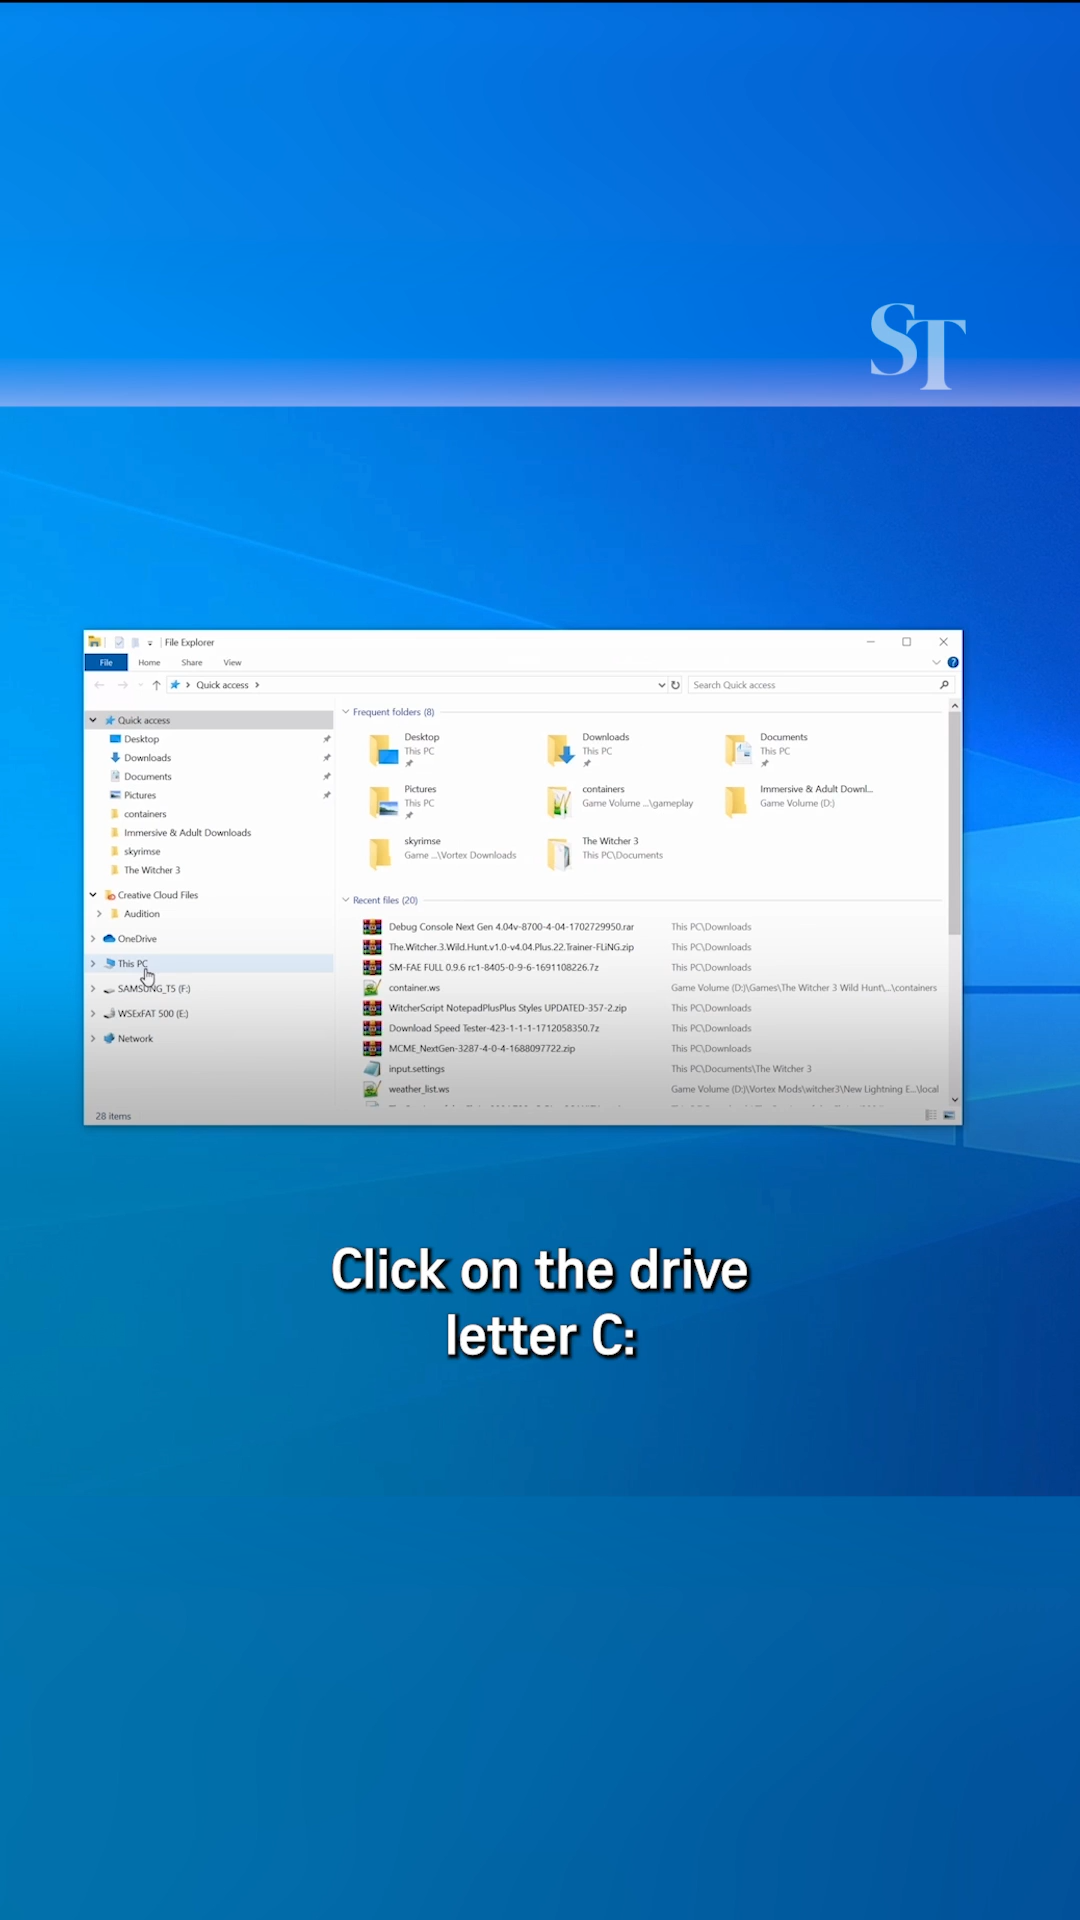 ST
File Explorer
File Home Share View
Quick access
Search Quick access
Quick access
Desktop
Downloads
Documents
Pictures
containers
Immersive & Adult Downloads
skyrimse
The Witcher 3
Creative Cloud Files
Audition
OneDrive
This PC
SAMSUNG_T5 (F:)
WSExFAT 500 (E:)
Network
Frequent folders (8)
Desktop
This PC
Downloads
This PC
Documents
This PC
Pictures
This PC
containers
Game Volume ...\gameplay
Immersive & Adult Downl...
Game Volume (D:)
skyrimse
Game ...\Vortex Downloads
The Witcher 3
This PC\Documents
Recent files (20)
Debug Console Next Gen 4.04v-8700-4-04-1702729950.rar This PC\Downloads
The.Witcher.3.Wild.Hunt.v1.0-v4.04.Plus.22.Trainer-FLiNG.zip This PC\Downloads
SM-FAE FULL 0.9.6 rc1-8405-0-9-6-1691108226.7z This PC\Downloads
container.ws Game Volume (D:)\Games\The Witcher 3 Wild Hunt\...\containers
WitcherScript NotepadPlusPlus Styles UPDATED-357-2.zip This PC\Downloads
Download Speed Tester-423-1-1-1-1712058350.7z This PC\Downloads
MCME_NextGen-3287-4-0-4-1688097722.zip This PC\Downloads
input.settings This PC\Documents\The Witcher 3
weather_list.ws Game Volume (D:)\Vortex Mods\witcher3\New Lightning E...\local
28 items
Click on the drive
letter C: